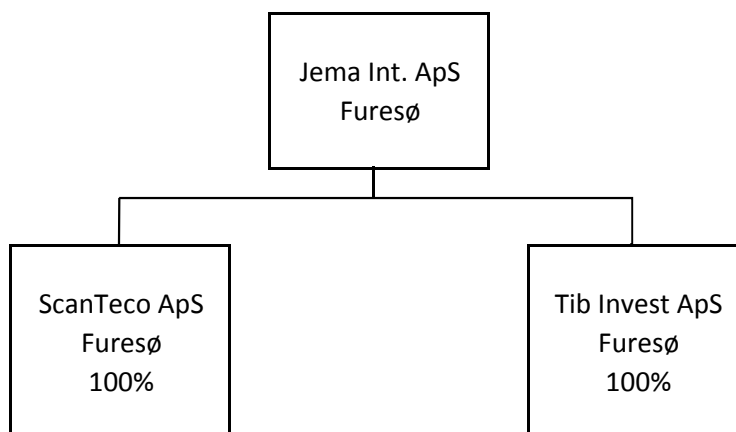 Jema Int. ApS
Furesø
ScanTeco ApS
Furesø
100%
Tib Invest ApS
Furesø
100%